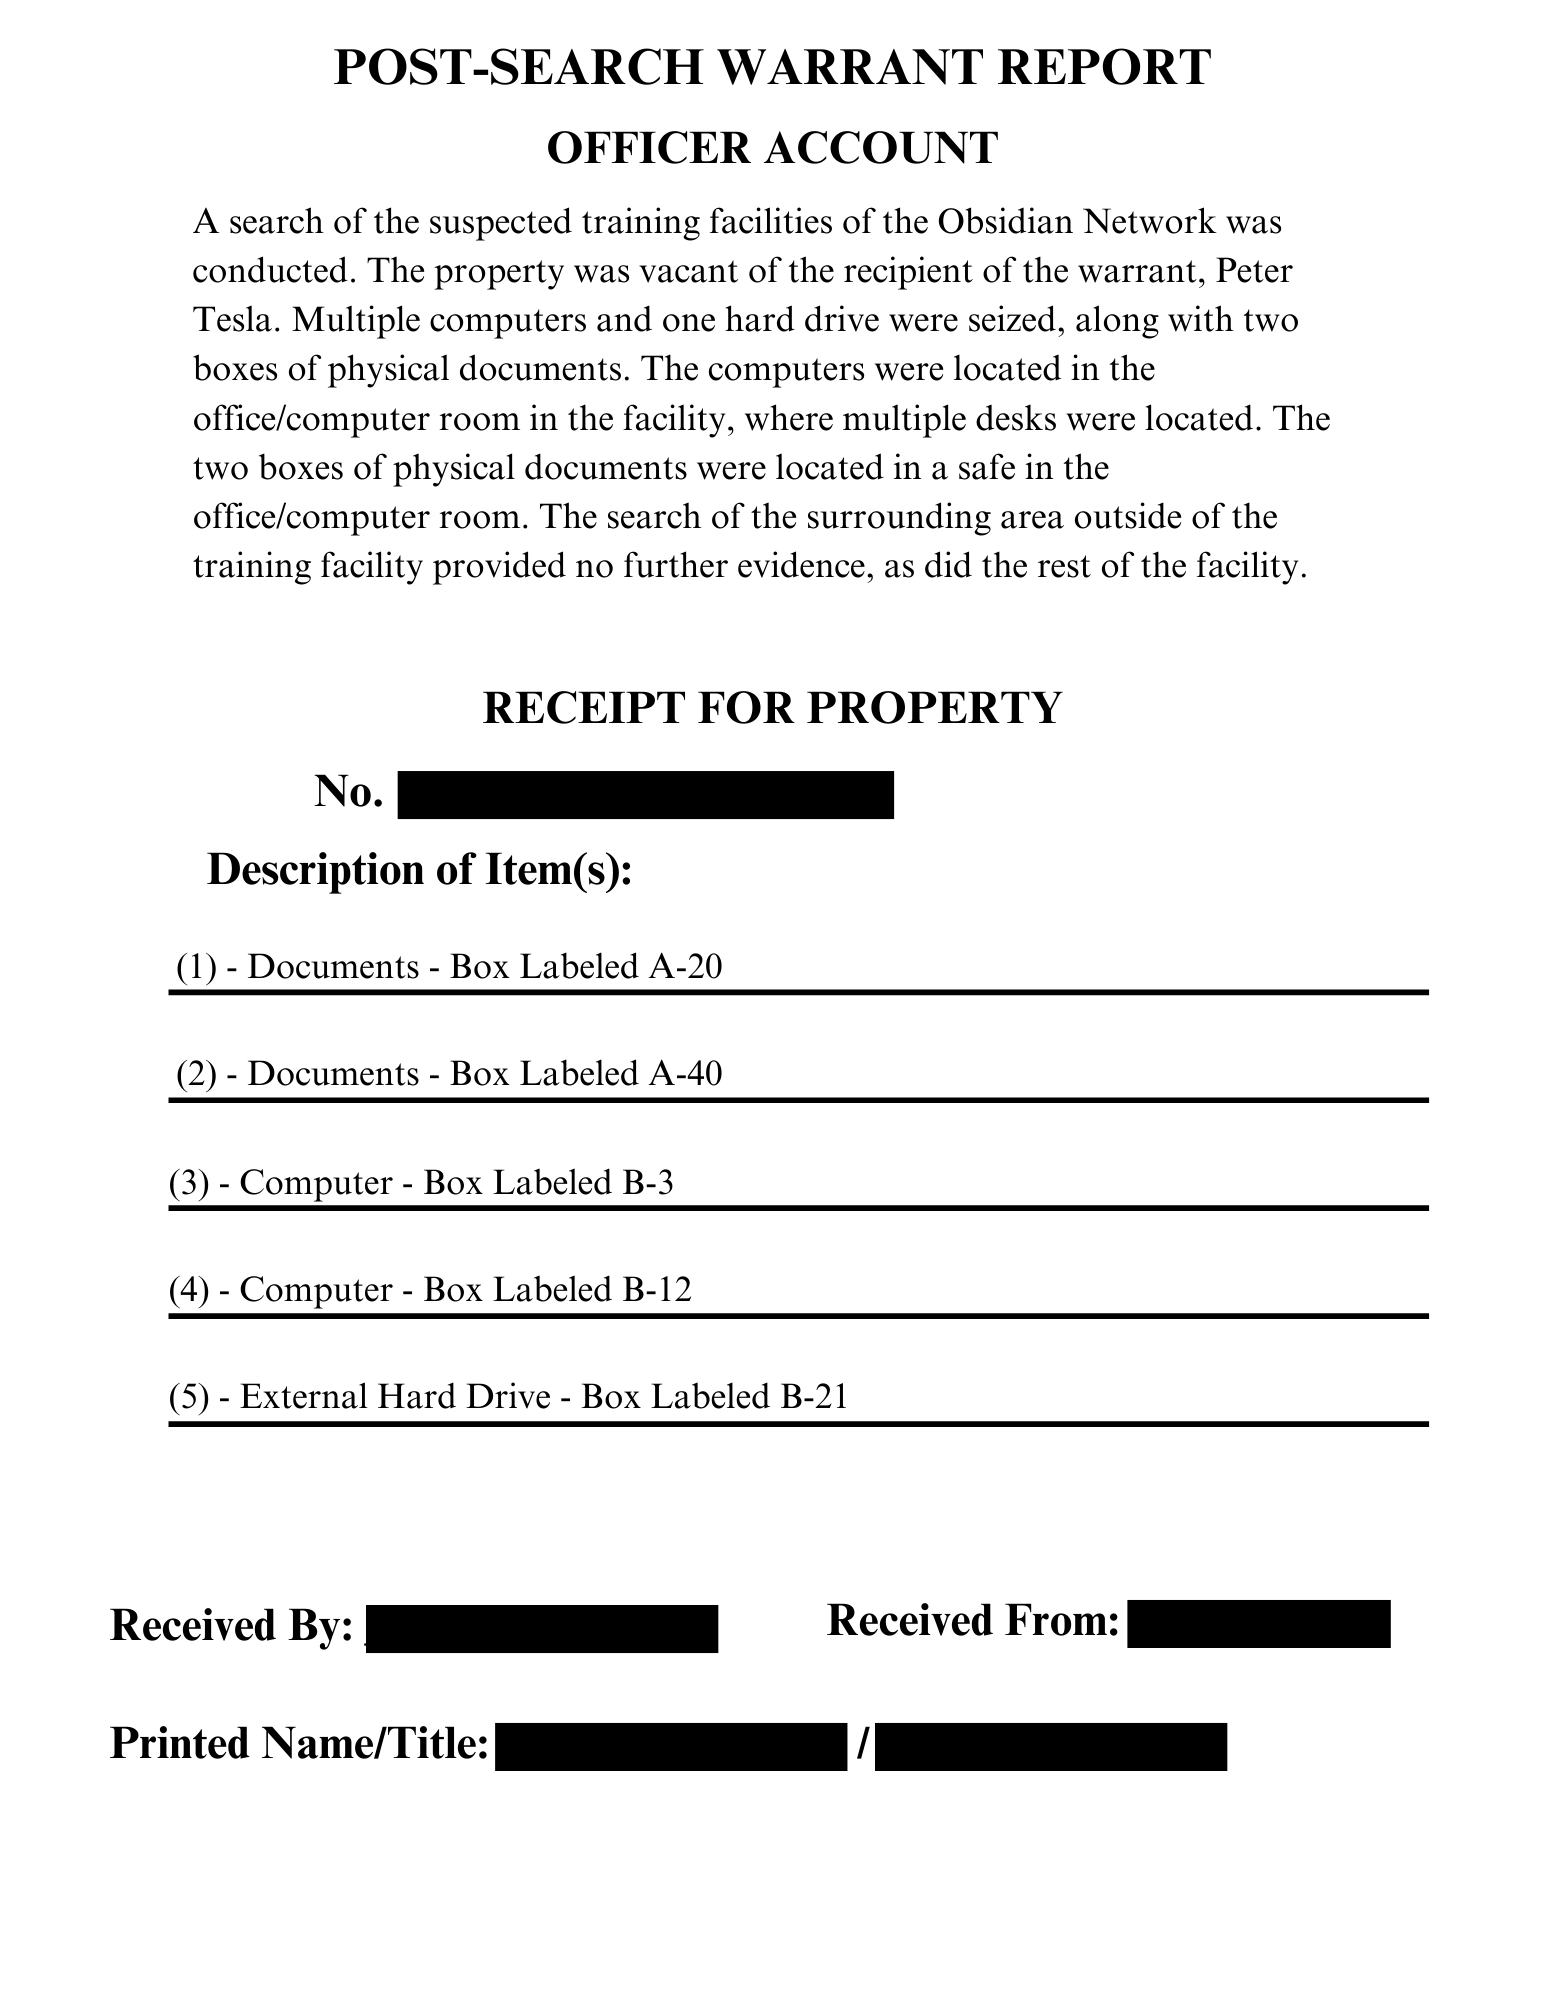 POST-SEARCH WARRANT REPORT
OFFICER ACCOUNT
A search of the suspected training facilities of the Obsidian Network was
conducted. The property was vacant of the recipient of the warrant, Peter
Tesla. Multiple computers and one hard drive were seized, along with two
boxes of physical documents. The computers were located in the
office/computer room in the facility, where multiple desks were located. The
two boxes of physical documents were located in a safe in the
office/computer room. The search of the surrounding area outside of the
training facility provided no further evidence, as did the rest of the facility.
RECEIPT FOR PROPERTY
No.
Description of Item(s):
(1) - Documents - Box Labeled A-20
(2) - Documents - Box Labeled A-40
(3) - Computer - Box Labeled B-3
(4) - Computer - Box Labeled B-12
(5) - External Hard Drive - Box Labeled B-21
Received By: Received From:
Printed Name/Title: /